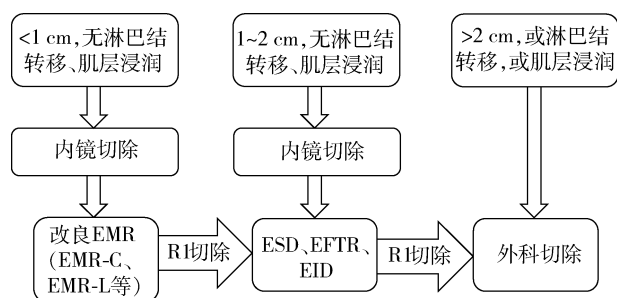 <1 cm,无淋巴结
转移、肌层浸润
1~2 cm,无淋巴结
转移、肌层浸润
>2 cm,或淋巴结
转移,或肌层浸润
内镜切除
内镜切除
改良EMR
(EMR-C、
EMR-L等)
R1切除
ESD、EFTR、
EID
R1切除
外科切除